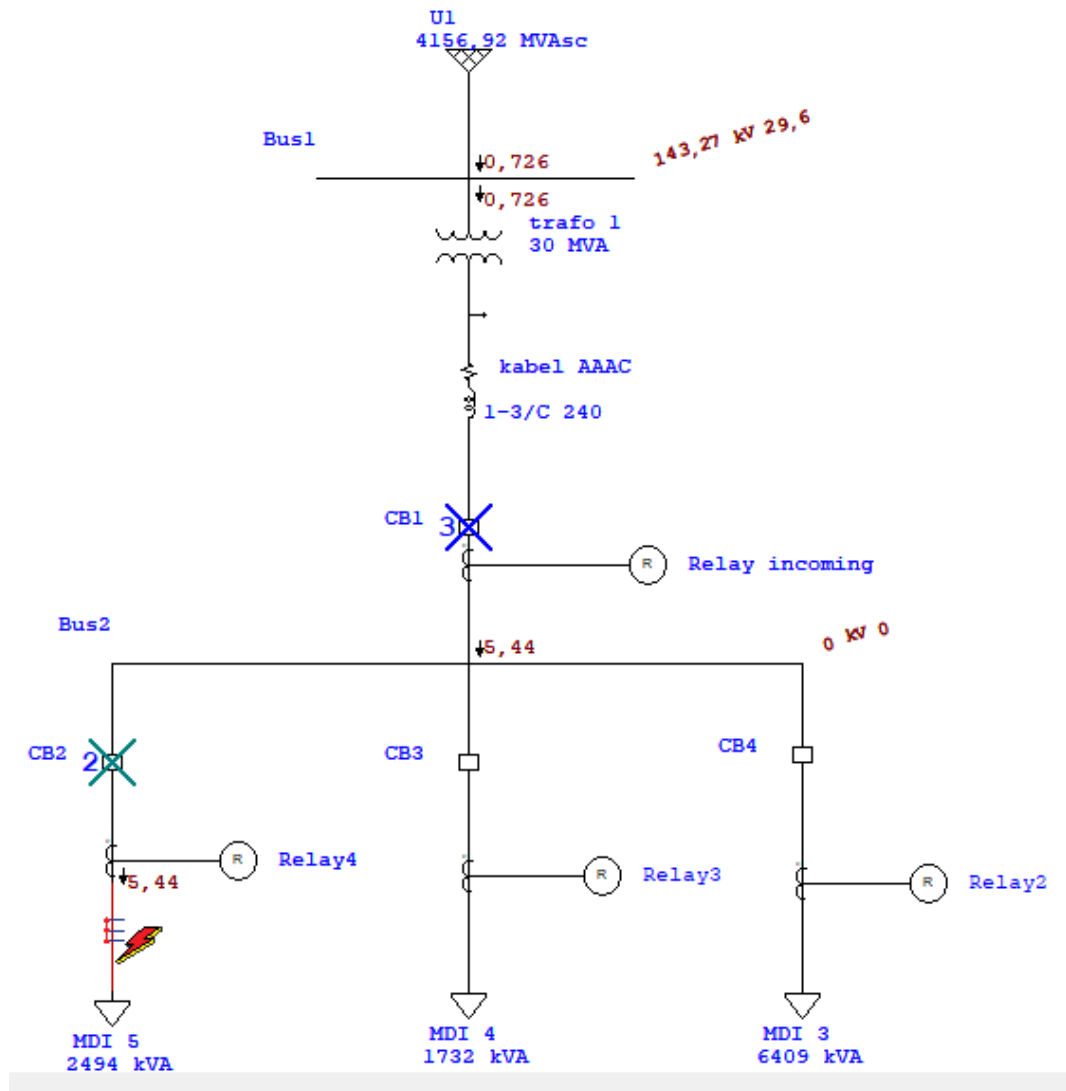 U1
4156,92 MVAsc
Bus1
143,27 kV 29,6
0,726
0,726
trafo 1
30 MVA
kabel AAAC
1-3/C 240
CB1
3
R
Relay incoming
Bus2
5,44
0 kV 0
CB2
2
CB3
CB4
R
Relay4
R
Relay3
R
Relay2
5,44
MDI 5
2494 kVA
MDI 4
1732 kVA
MDI 3
6409 kVA